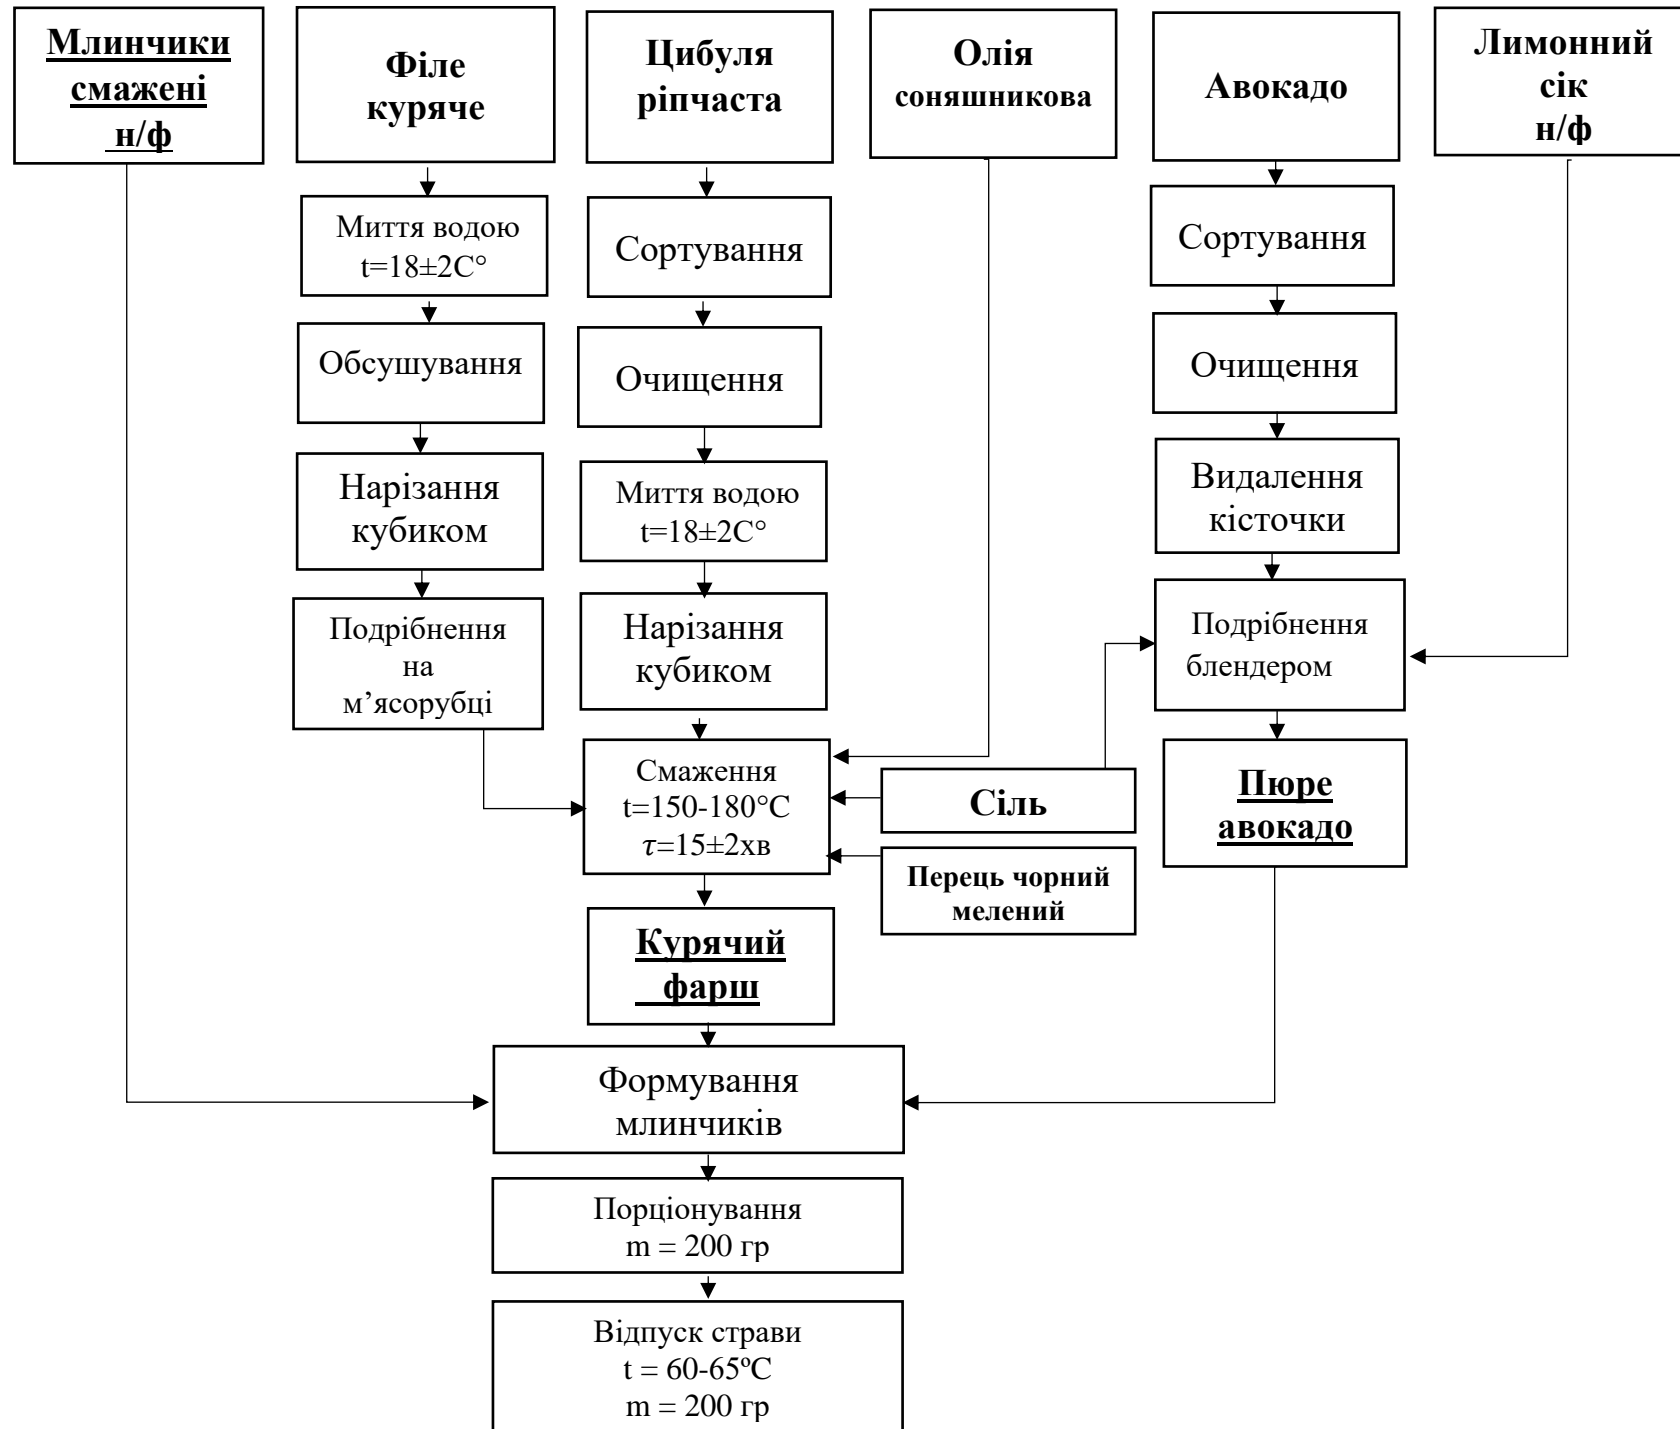 Млинчики
смажені
н/ф
Філе
куряче
Цибуля
ріпчаста
Олія
соняшникова
Авокадо
Лимонний
сік
н/ф
Миття водою
t=18±2С°
Сортування
Сортування
Обсушування
Очищення
Очищення
Нарізання
кубиком
Миття водою
t=18±2С°
Видалення
кісточки
Подрібнення
на
м’ясорубці
Нарізання
кубиком
Подрібнення
блендером
Смаження
t=150-180°С
τ=15±2хв
Сіль
Перець чорний
мелений
Пюре
авокадо
Курячий
фарш
Формування
млинчиків
Порціонування
m = 200 гр
Відпуск страви
t = 60-65ºС
m = 200 гр